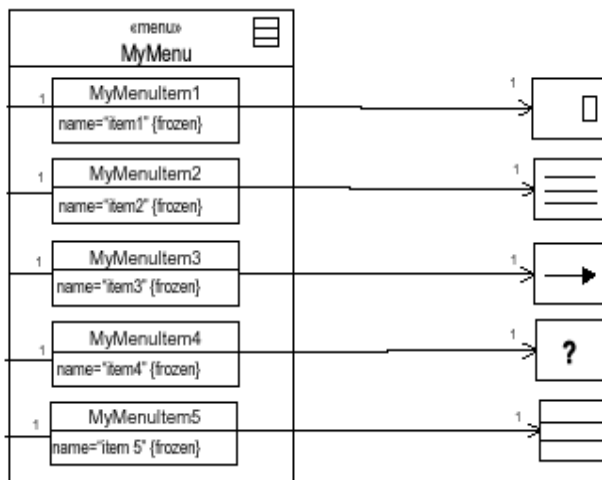 «menu»
MyMenu
1 MyMenuItem1 1
name="item1" {frozen}
1 MyMenuItem2 1
name="item2" {frozen}
1 MyMenuItem3 1
name="item3" {frozen}
1 MyMenuItem4 1
name="item4" {frozen}
?
1 MyMenuItem5 1
name="item 5" {frozen}